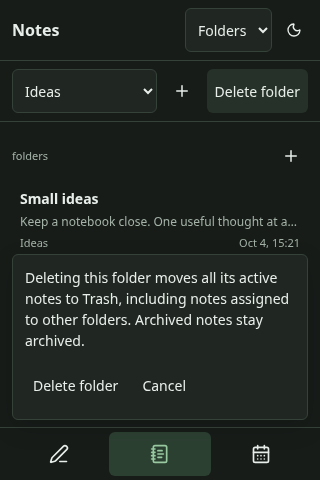 Notes
Folders
Ideas
Delete folder
folders
Small ideas
Keep a notebook close. One useful thought at a...
Ideas
Oct 4, 15:21
Deleting this folder moves all its active
notes to Trash, including notes assigned
to other folders. Archived notes stay
archived.
Delete folder
Cancel